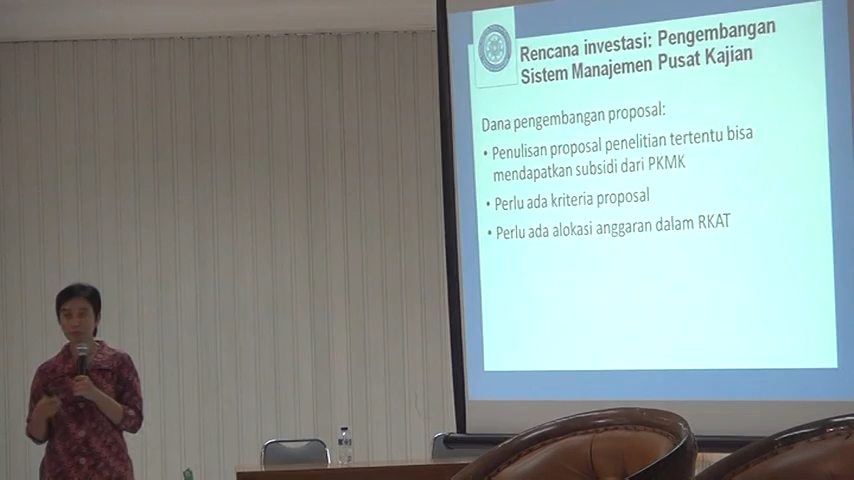 Rencana investasi: Pengembangan
Sistem Manajemen Pusat Kajian
Dana pengembangan proposal:
• Penulisan proposal penelitian tertentu bisa
mendapatkan subsidi dari PKMK
• Perlu ada kriteria proposal
• Perlu ada alokasi anggaran dalam RKAT